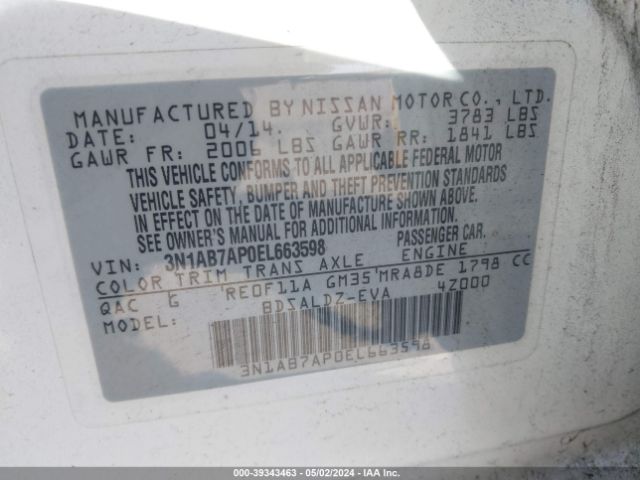 MANUFACTURED BY NISSAN MOTOR CO., LTD.
DATE: 04/14. GVWR: 3783 LBS
GAWR FR: 2006 LBS GAWR RR: 1841 LBS
THIS VEHICLE CONFORMS TO ALL APPLICABLE FEDERAL MOTOR
VEHICLE SAFETY, BUMPER AND THEFT PREVENTION STANDARDS
IN EFFECT ON THE DATE OF MANUFACTURE SHOWN ABOVE.
SEE OWNER'S MANUAL FOR ADDITIONAL INFORMATION.
VIN: 3N1AB7AP0EL663598 PASSENGER CAR.
COLOR TRIM TRANS AXLE ENGINE
QAC G RE0F11A GM35 MRA8DE 1798 CC
MODEL: BDSALDZ-EVA 4Z000
3N1AB7AP0EL663598
000-39343463 - 05/02/2024 - IAA, Inc.